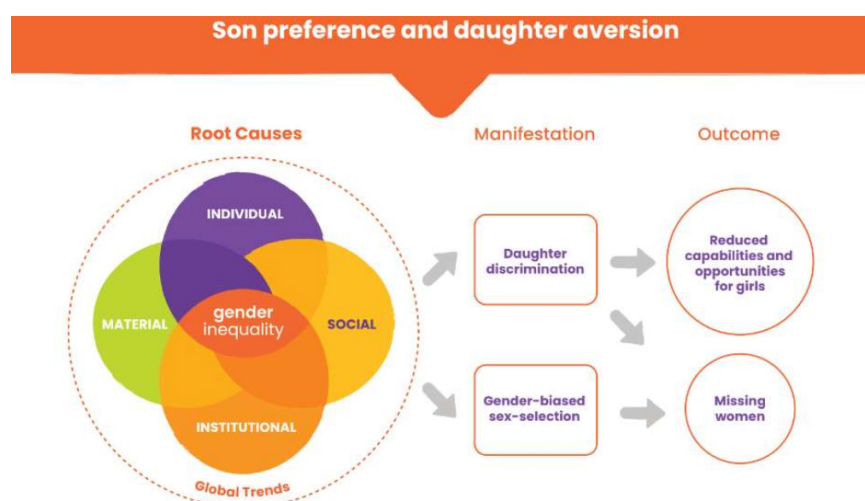 Son preference and daughter aversion
Root Causes
Manifestation
Outcome
INDIVIDUAL
MATERIAL
gender
inequality
SOCIAL
INSTITUTIONAL
Global Trends
Daughter
discrimination
Gender-biased
sex-selection
Reduced
capabilities and
opportunities
for girls
Missing
women